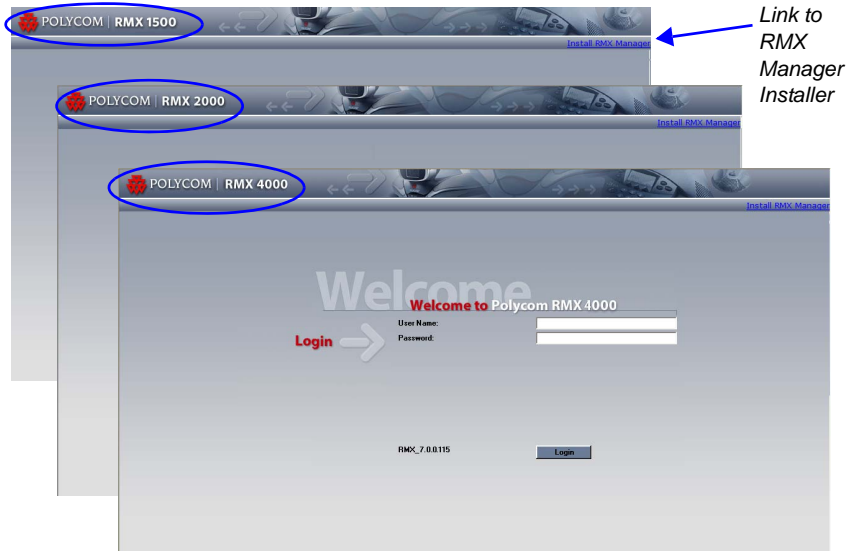 POLYCOM | RMX 1500
Install RMX Manager
Link to
RMX
Manager
Installer
POLYCOM | RMX 2000
Install RMX Manager
POLYCOM | RMX 4000
Install RMX Manager
Welcome
Welcome to Polycom RMX 4000
User Name:
Login
Password:
RMX_7.0.0.115
Login